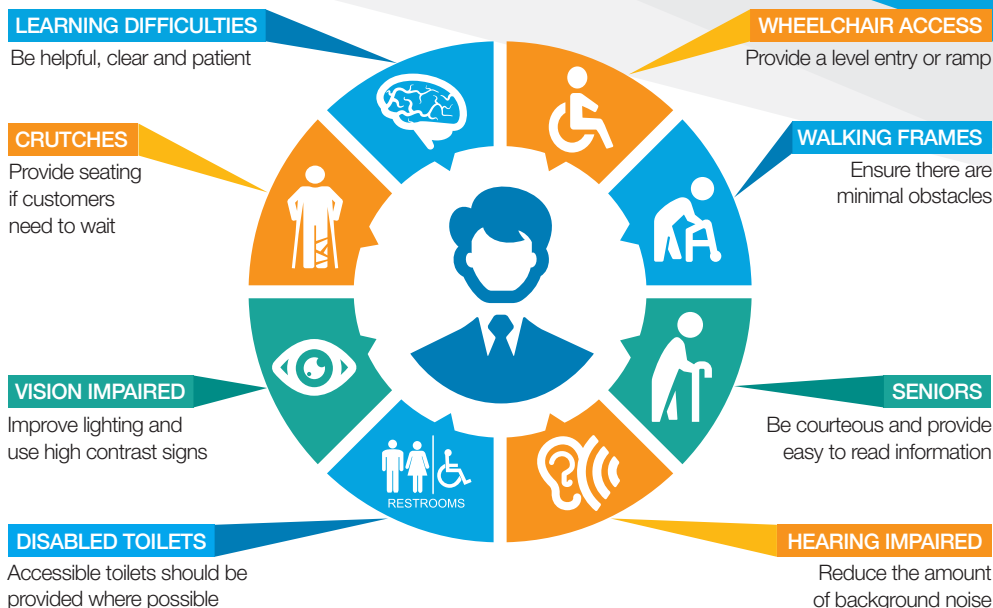 LEARNING DIFFICULTIES
Be helpful, clear and patient
WHEELCHAIR ACCESS
Provide a level entry or ramp
CRUTCHES
Provide seating
if customers
need to wait
WALKING FRAMES
Ensure there are
minimal obstacles
VISION IMPAIRED
Improve lighting and
use high contrast signs
SENIORS
Be courteous and provide
easy to read information
RESTROOMS
DISABLED TOILETS
Accessible toilets should be
provided where possible
HEARING IMPAIRED
Reduce the amount
of background noise